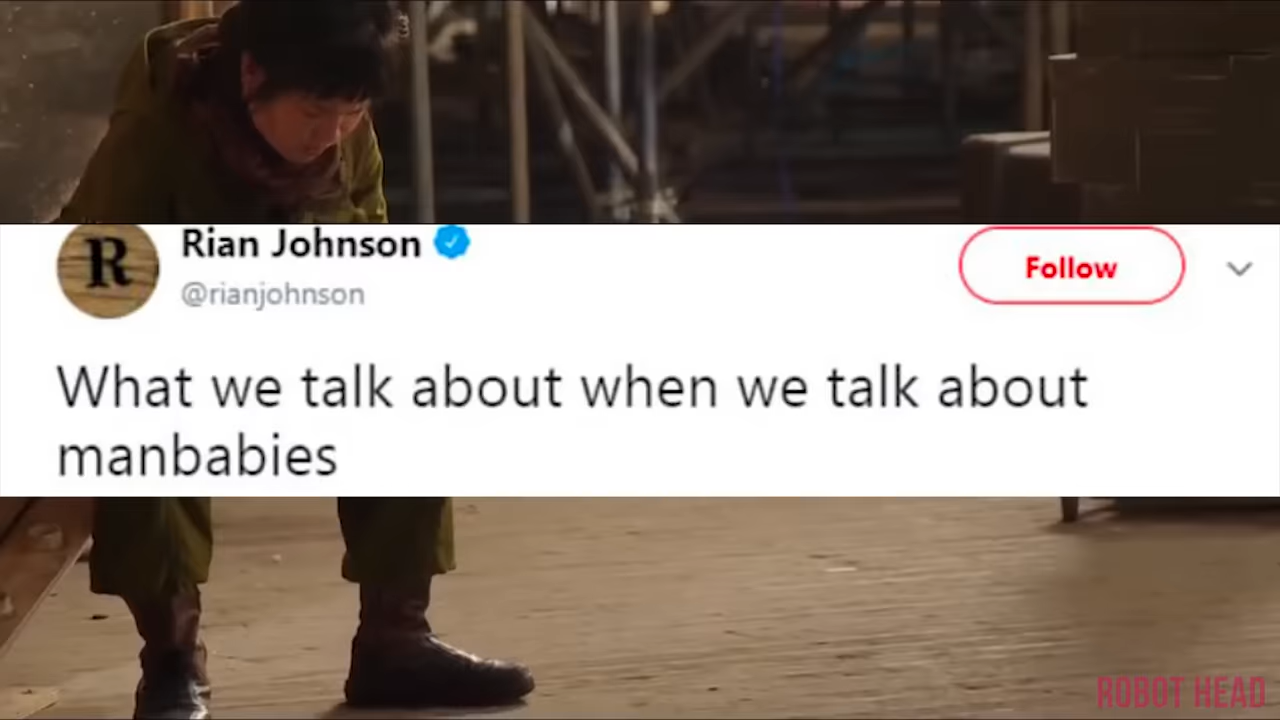 R
Rian Johnson
@rianjohnson
Follow
What we talk about when we talk about
manbabies
ROBOT HEAD